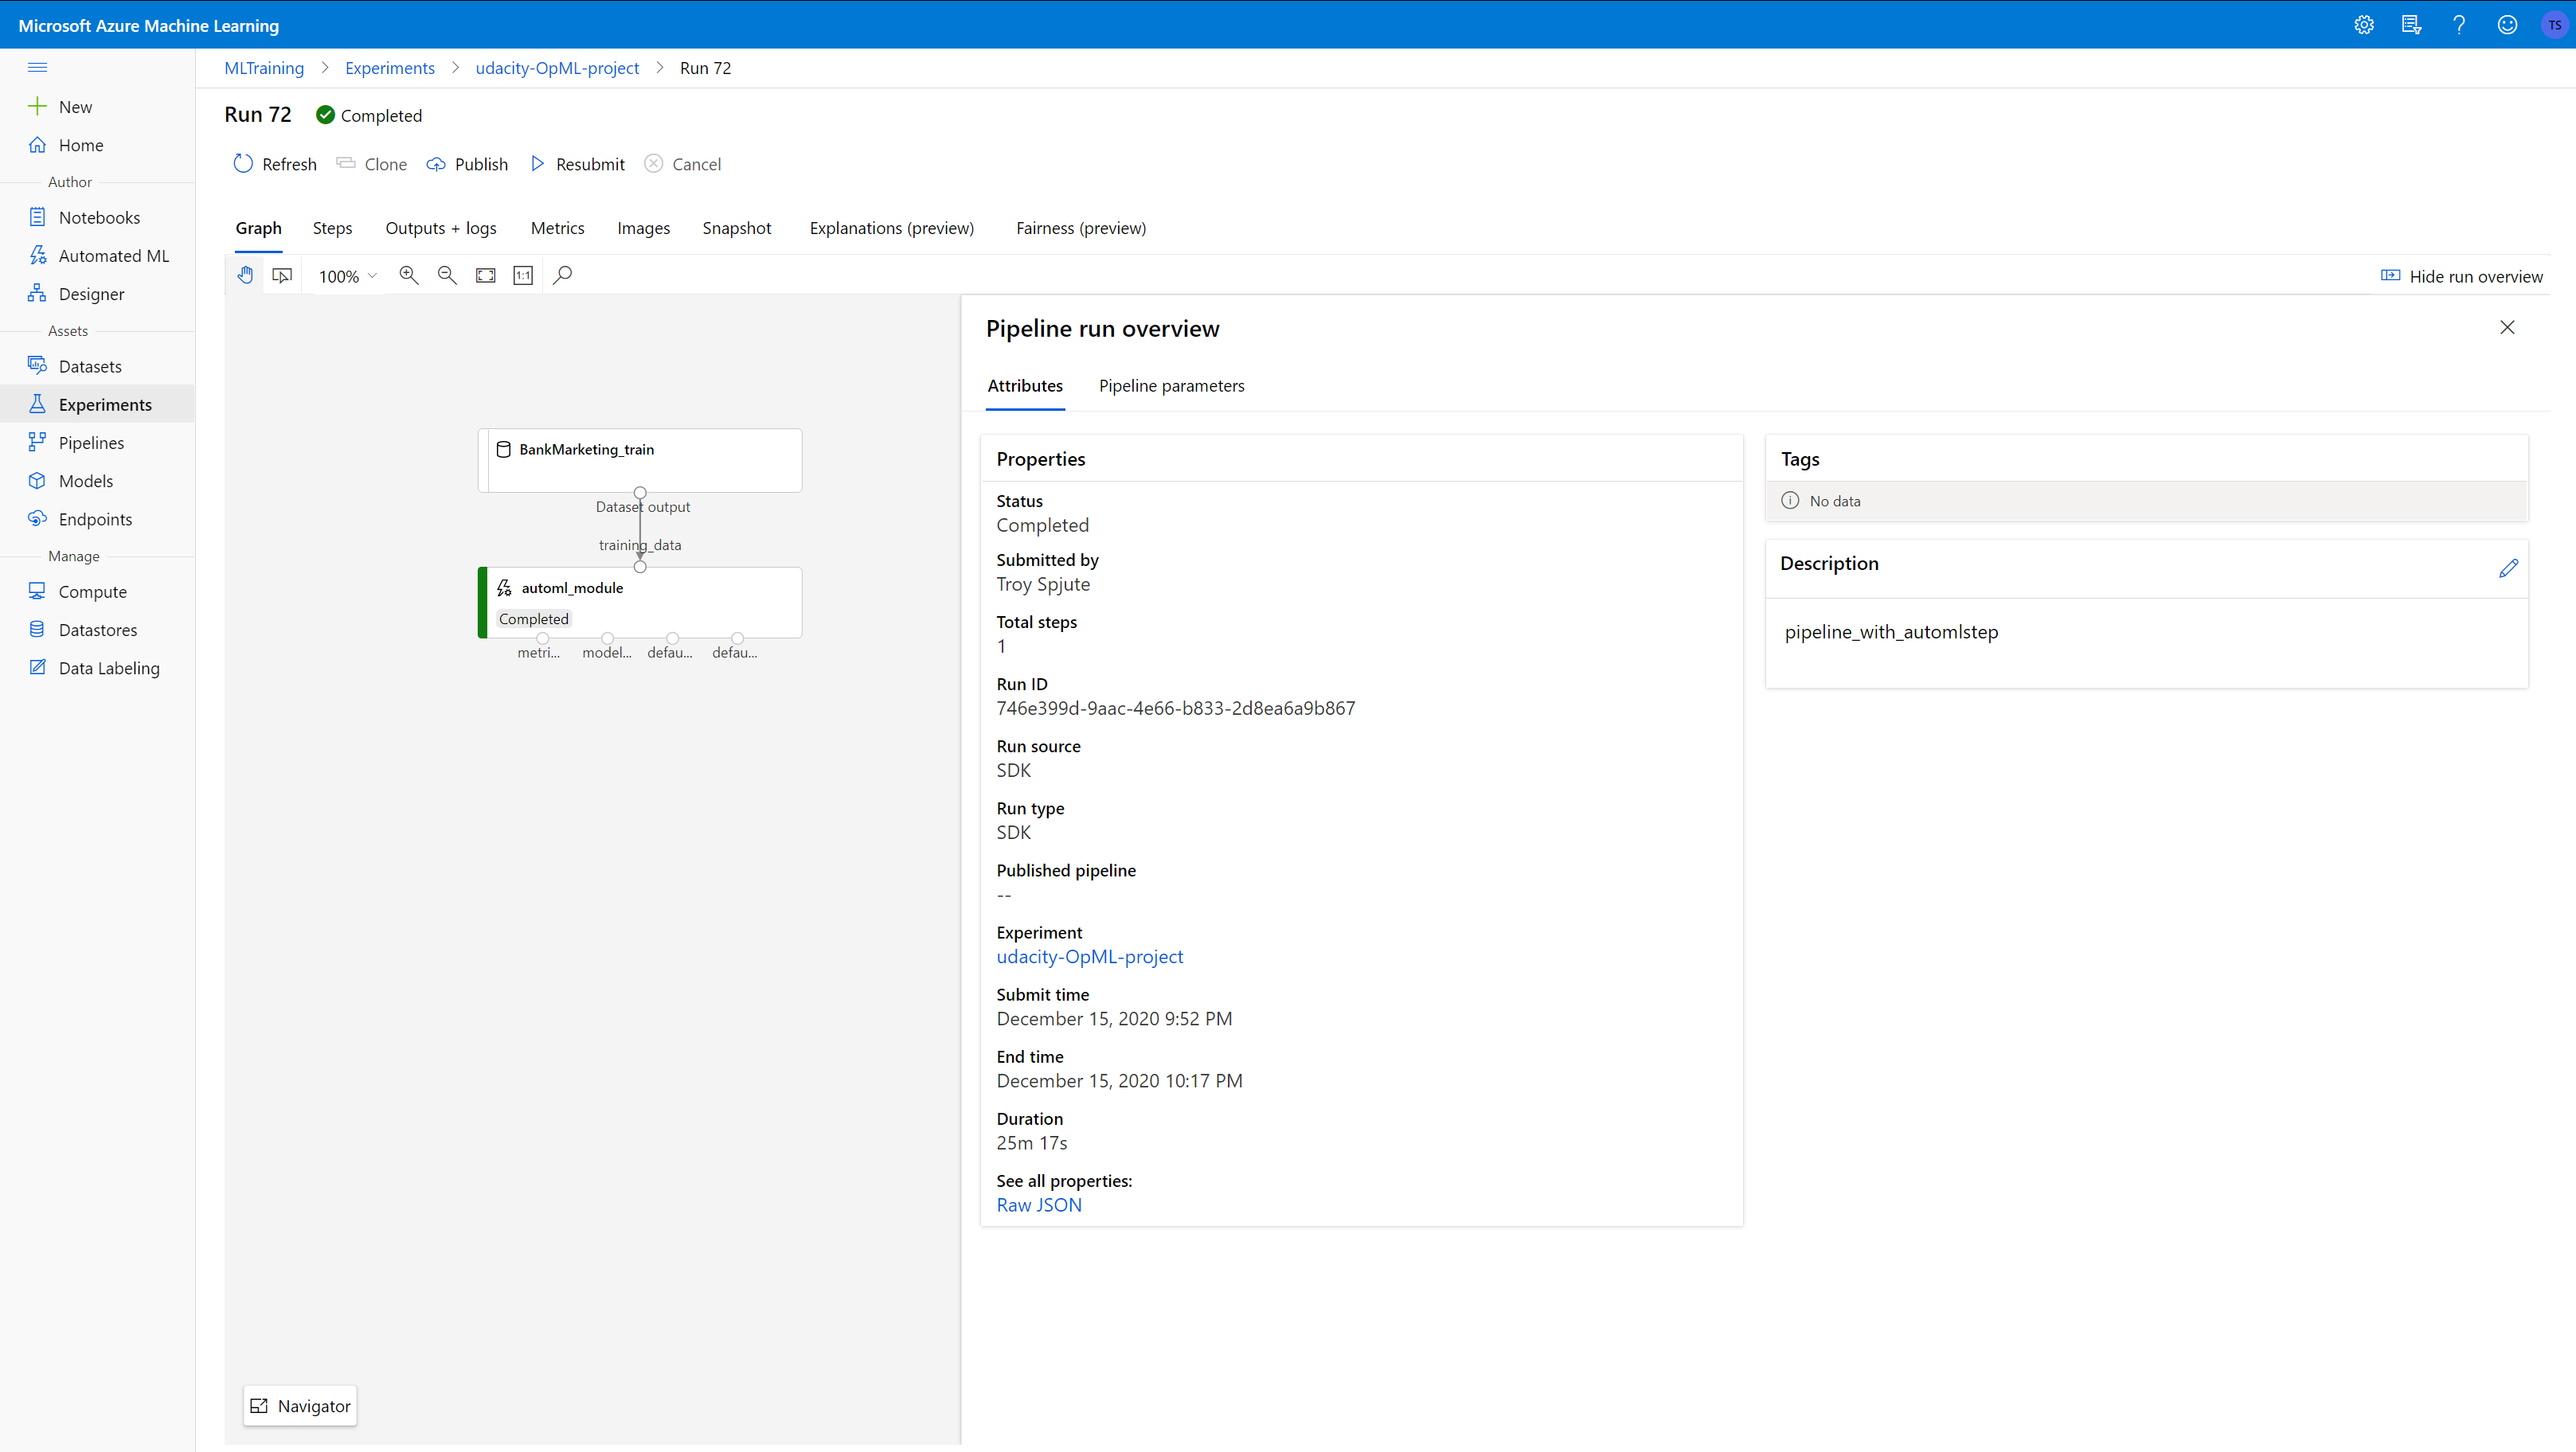 Microsoft Azure Machine Learning
TS
MLTraining > Experiments > udacity-OpML-project > Run 72
New
Home
Author
Notebooks
Automated ML
Designer
Assets
Datasets
Experiments
Pipelines
Models
Endpoints
Manage
Compute
Datastores
Data Labeling
Run 72 Completed
Refresh Clone Publish Resubmit Cancel
Graph Steps Outputs + logs Metrics Images Snapshot Explanations (preview) Fairness (preview)
100% 1:1 Hide run overview
BankMarketing_train
Dataset output
training_data
automl_module
Completed
metri... model... defau... defau...
Navigator
Pipeline run overview
Attributes Pipeline parameters
Properties
Status
Completed
Submitted by
Troy Spjute
Total steps
1
Run ID
746e399d-9aac-4e66-b833-2d8ea6a9b867
Run source
SDK
Run type
SDK
Published pipeline
--
Experiment
udacity-OpML-project
Submit time
December 15, 2020 9:52 PM
End time
December 15, 2020 10:17 PM
Duration
25m 17s
See all properties:
Raw JSON
Tags
No data
Description
pipeline_with_automlstep